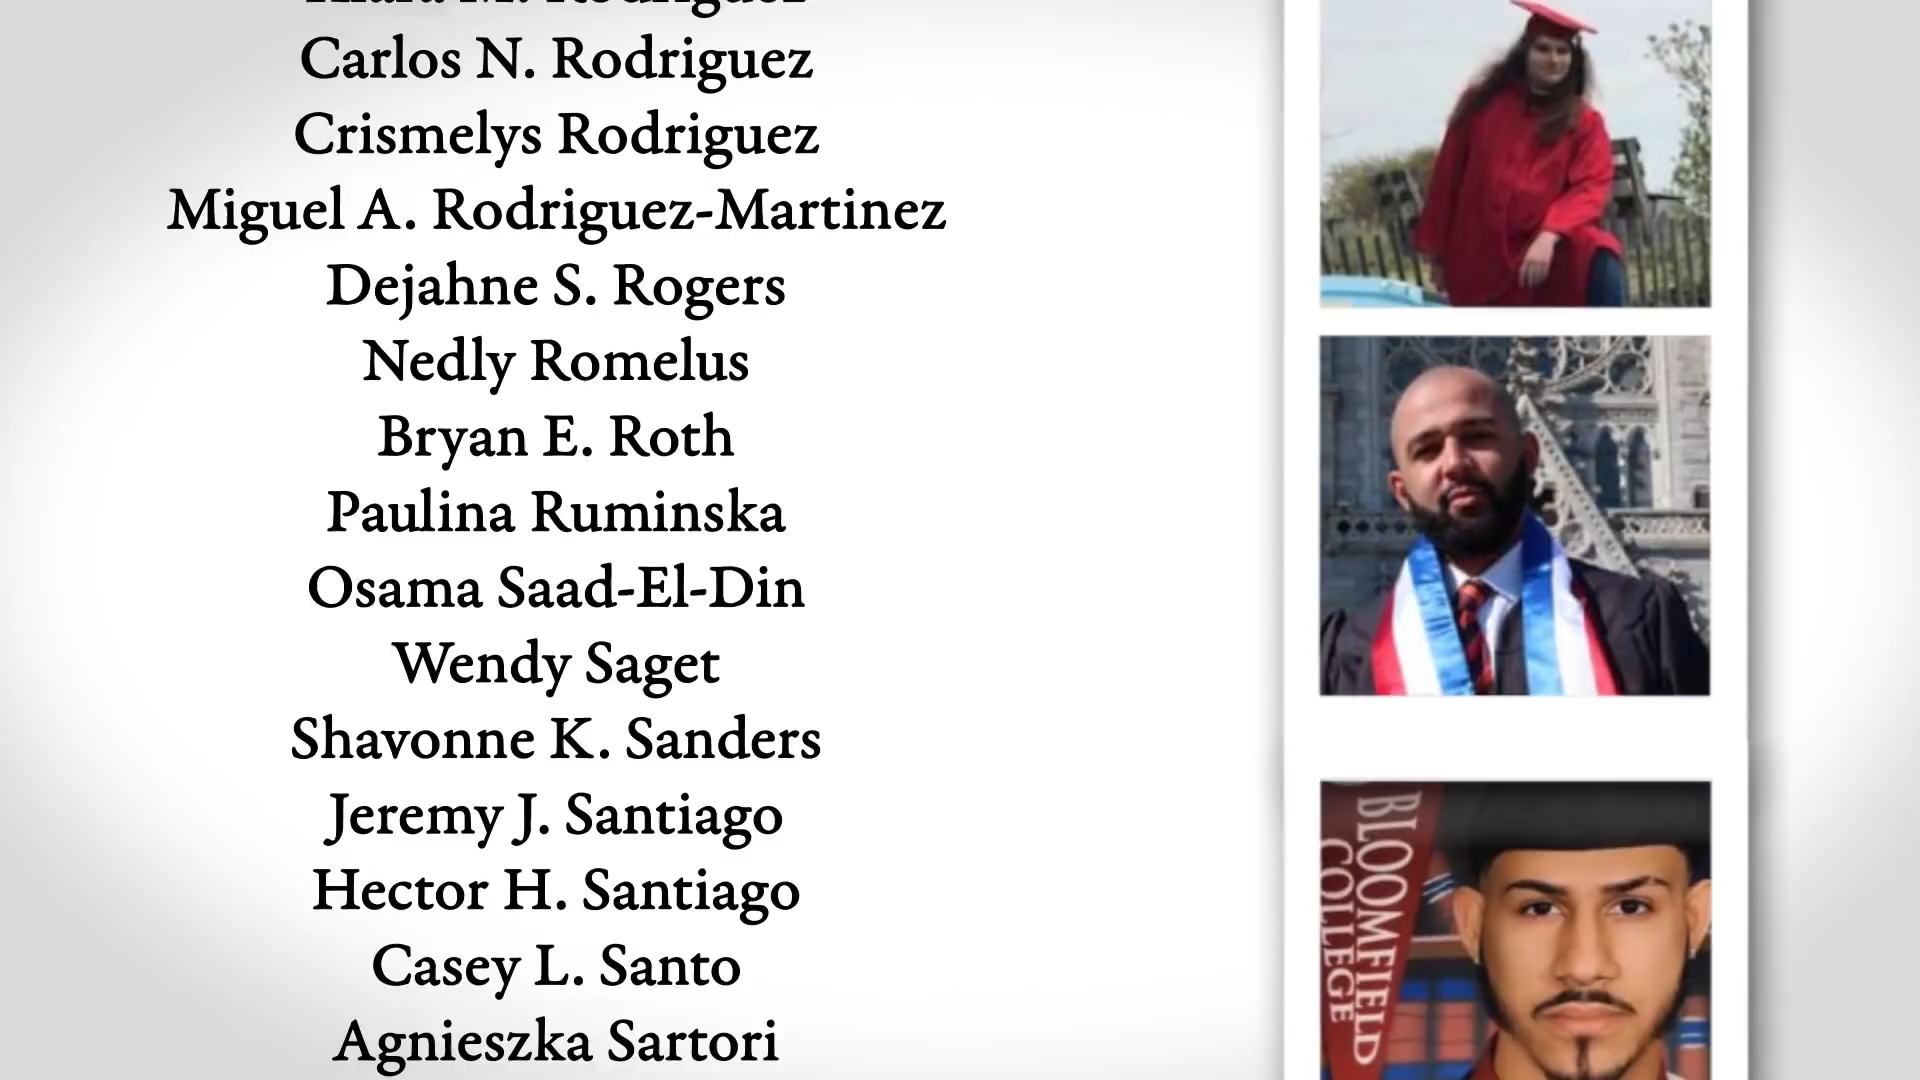 Carlos N. Rodriguez
Crismelys Rodriguez
Miguel A. Rodriguez-Martinez
Dejahne S. Rogers
Nedly Romelus
Bryan E. Roth
Paulina Ruminska
Osama Saad-El-Din
Wendy Saget
Shavonne K. Sanders
Jeremy J. Santiago
Hector H. Santiago
Casey L. Santo
Agnieszka Sartori
BLOOMFIELD
COLLEGE